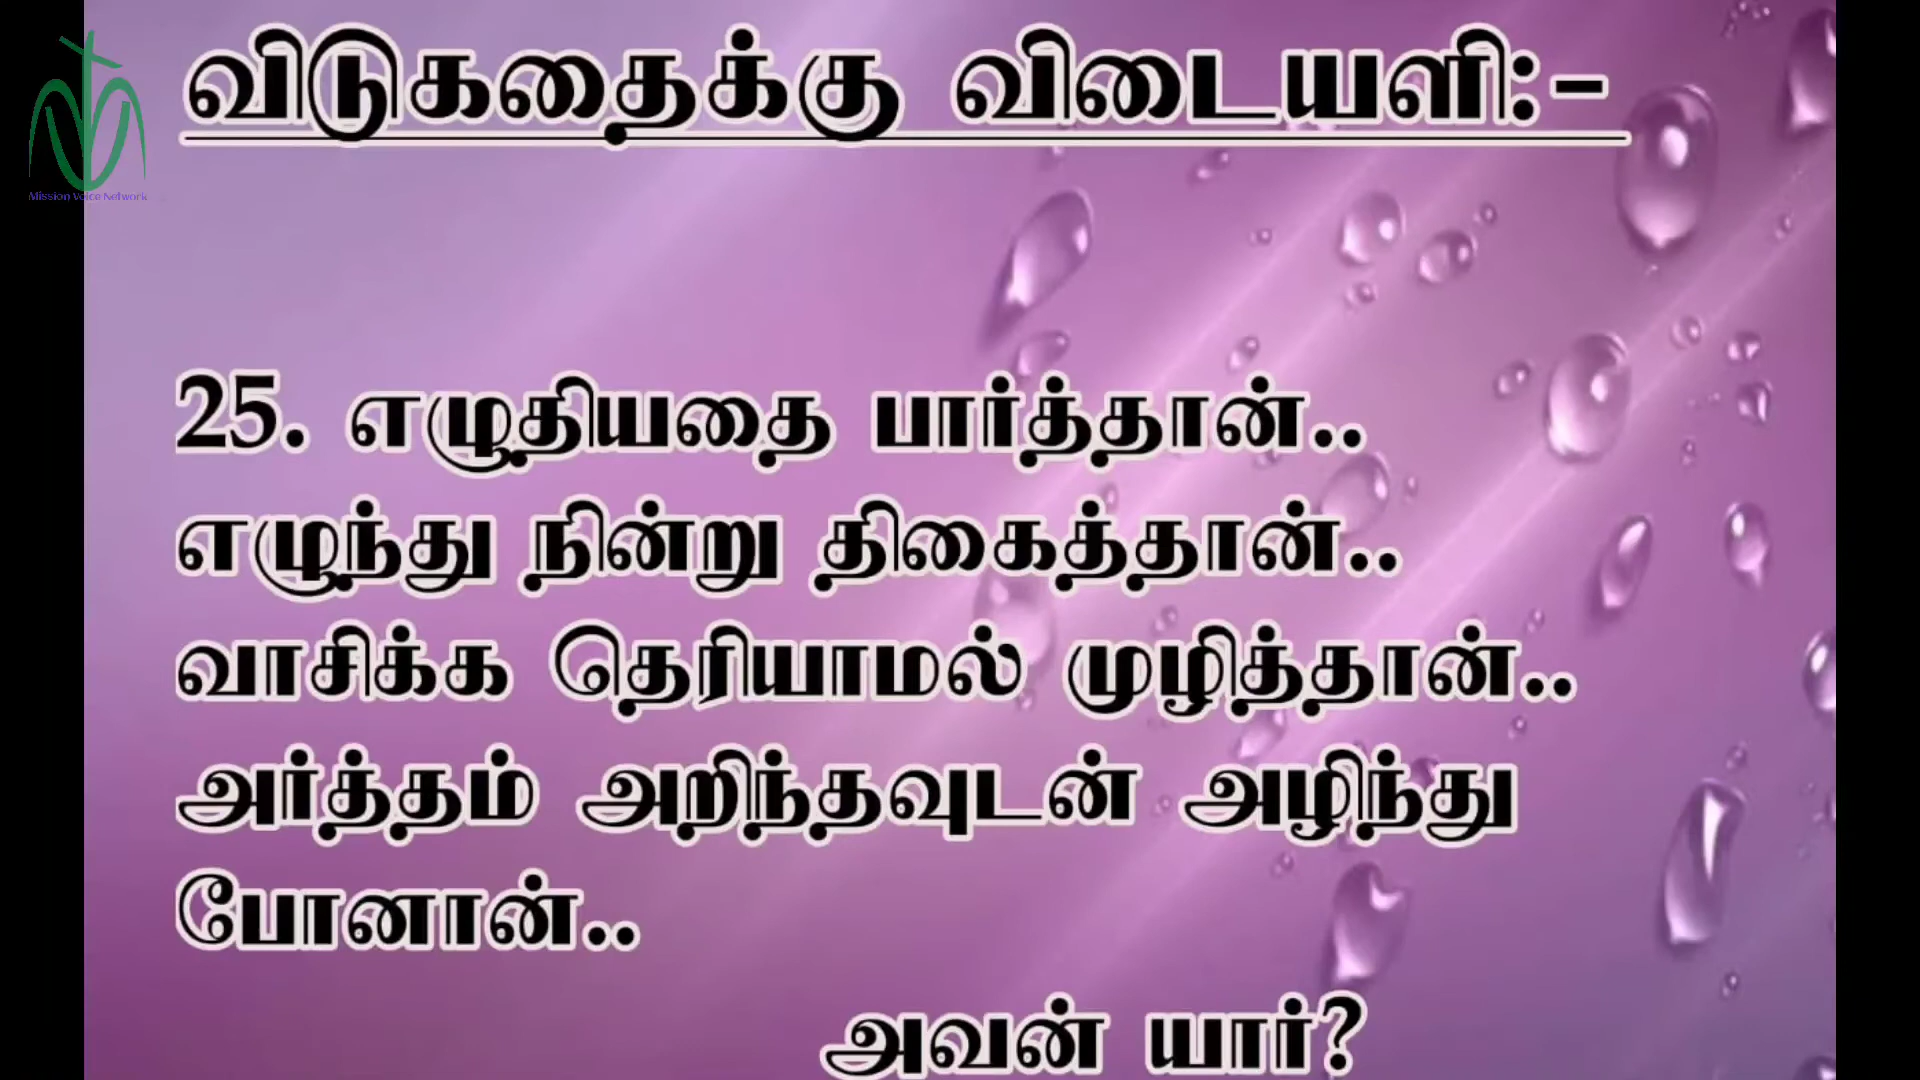 விடுகதைக்கு விடையளி:-
Mission Voice Network
25. எழுதியதை பார்த்தான்..
எழுந்து நின்று திகைத்தான்..
வாசிக்க தெரியாமல் முழித்தான்..
அர்த்தம் அறிந்தவுடன் அழிந்து
போனான்..
அவன் யார்?